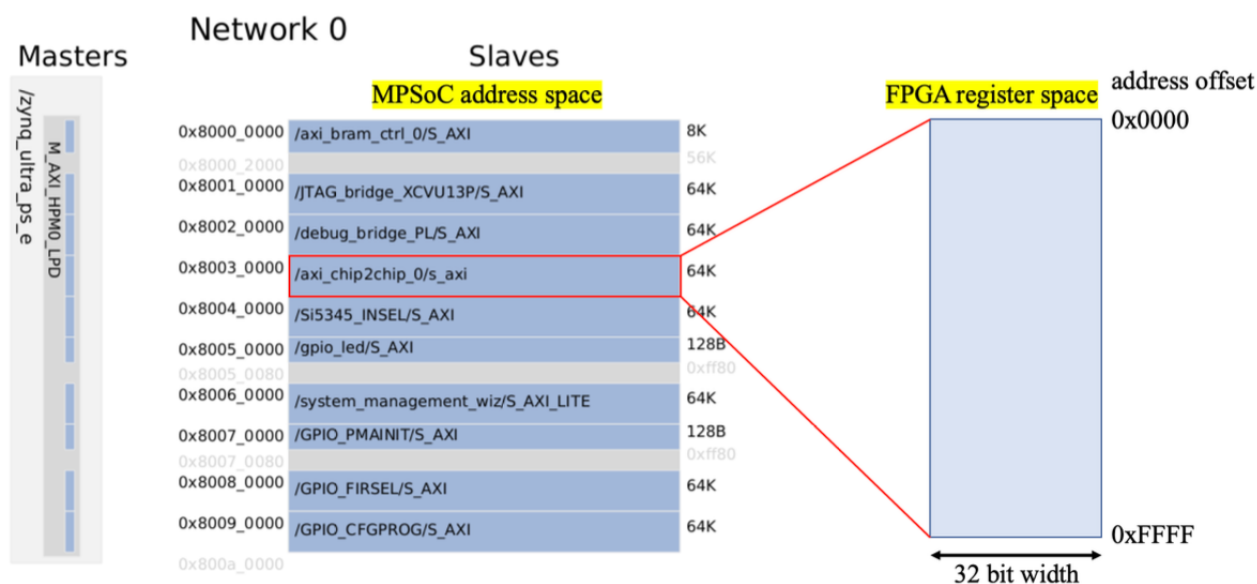 Network 0
Masters
Slaves
MPSoC address space
FPGA register space
address offset
/zynq_ultra_ps_e
M_AXI_HPM0_LPD
0x8000_0000 /axi_bram_ctrl_0/S_AXI 8K
0x8000_2000 56K
0x8001_0000 /JTAG_bridge_XCVU13P/S_AXI 64K
0x8002_0000 /debug_bridge_PL/S_AXI 64K
0x8003_0000 /axi_chip2chip_0/s_axi 64K
0x8004_0000 /Si5345_INSEL/S_AXI 64K
0x8005_0000 /gpio_led/S_AXI 128B
0x8005_0080 0xff80
0x8006_0000 /system_management_wiz/S_AXI_LITE 64K
0x8007_0000 /GPIO_PMAINIT/S_AXI 128B
0x8007_0080 0xff80
0x8008_0000 /GPIO_FIRSEL/S_AXI 64K
0x8009_0000 /GPIO_CFGPROG/S_AXI 64K
0x800a_0000
0x0000
0xFFFF
32 bit width